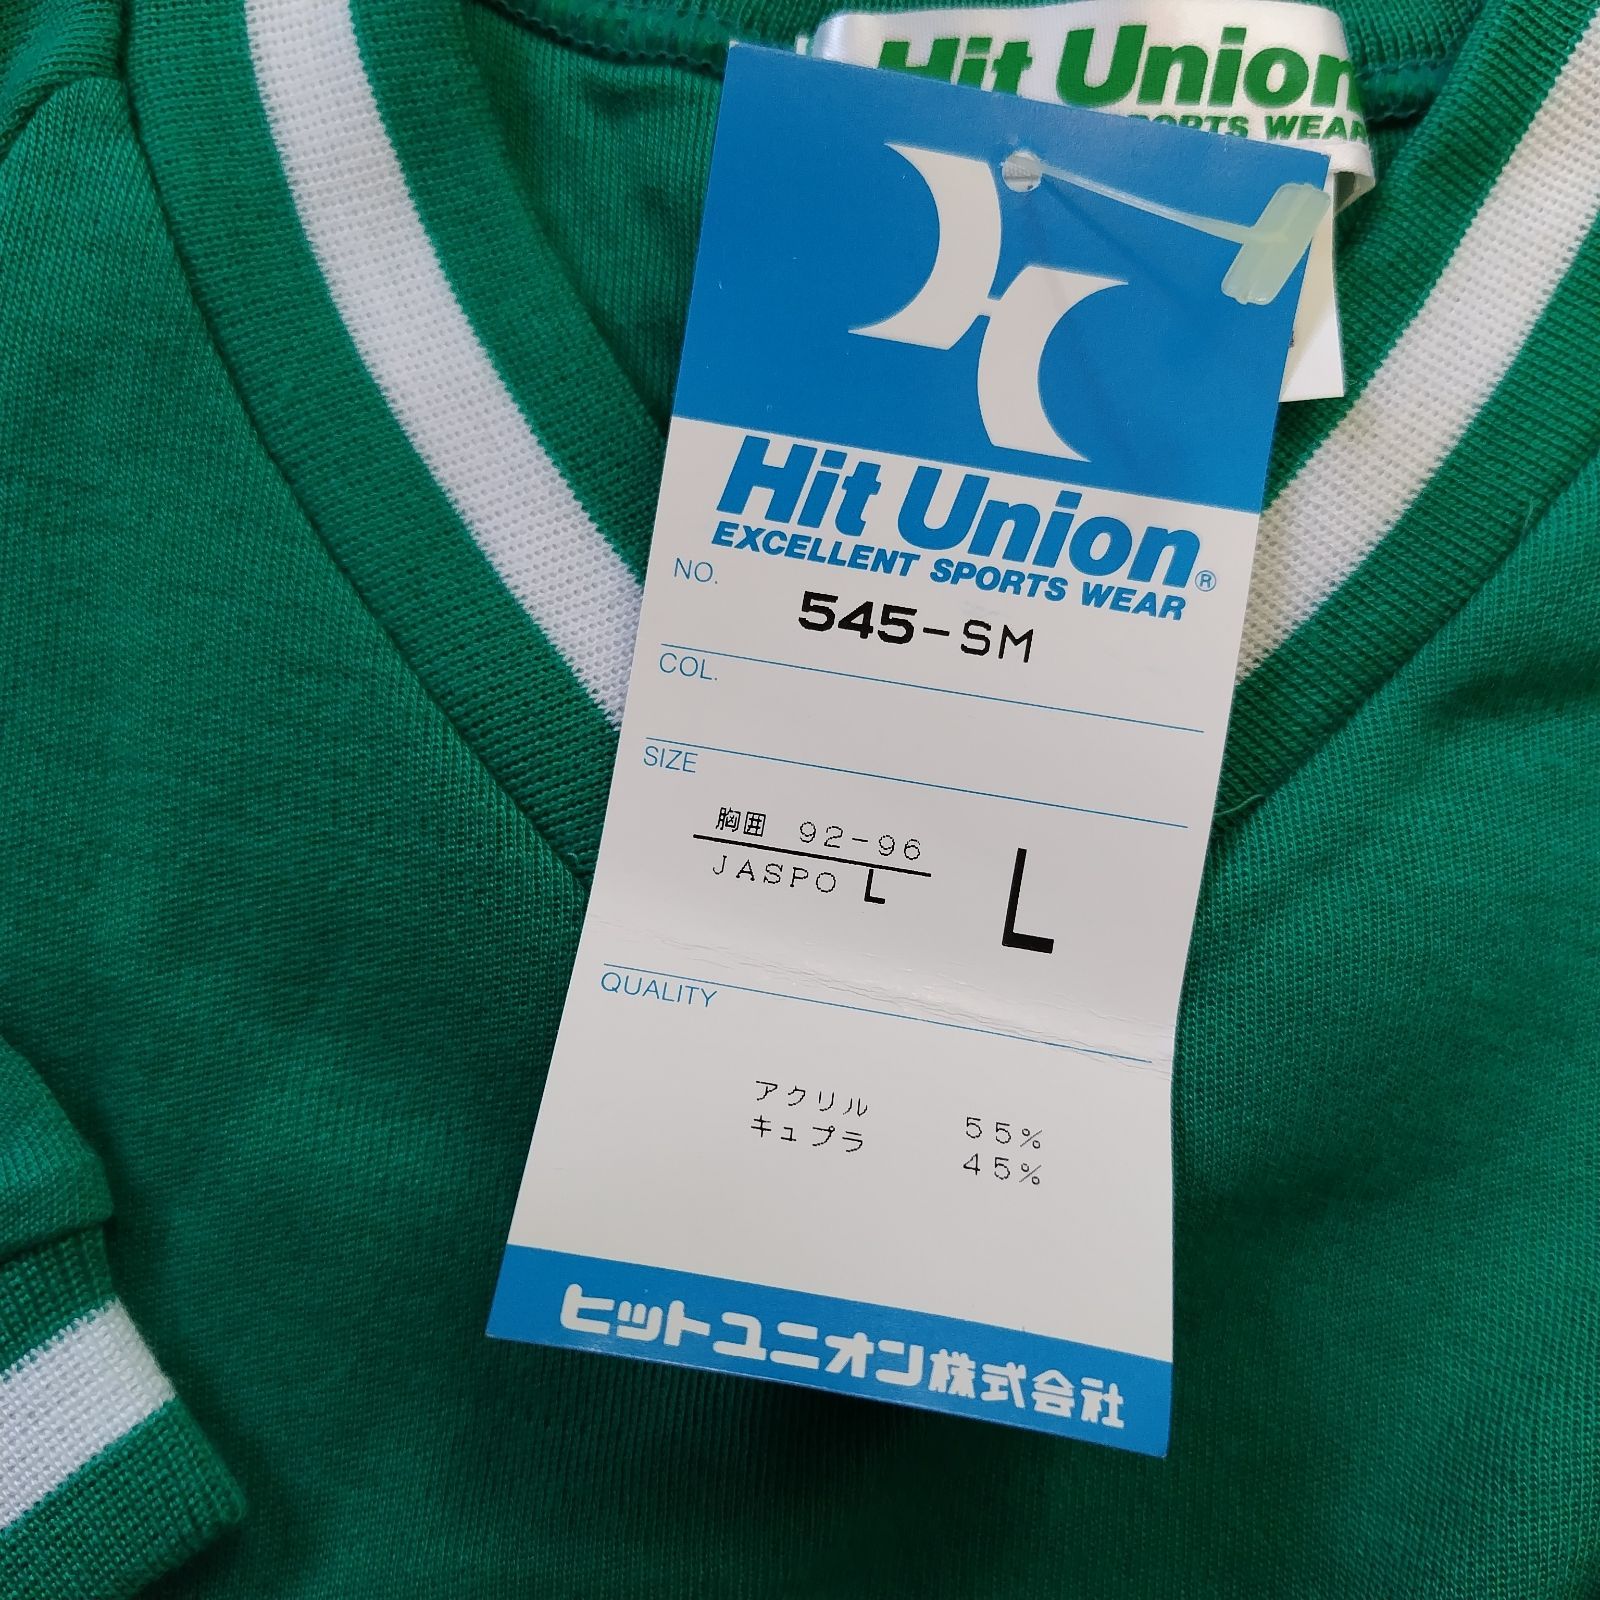 Hit Union
SPORTS WEAR
Hit Union®
EXCELLENT SPORTS WEAR
NO.
545-SM
COL.
SIZE
胸囲 92-96
JASPO L
L
QUALITY
アクリル 55%
キュプラ 45%
ヒットユニオン株式会社